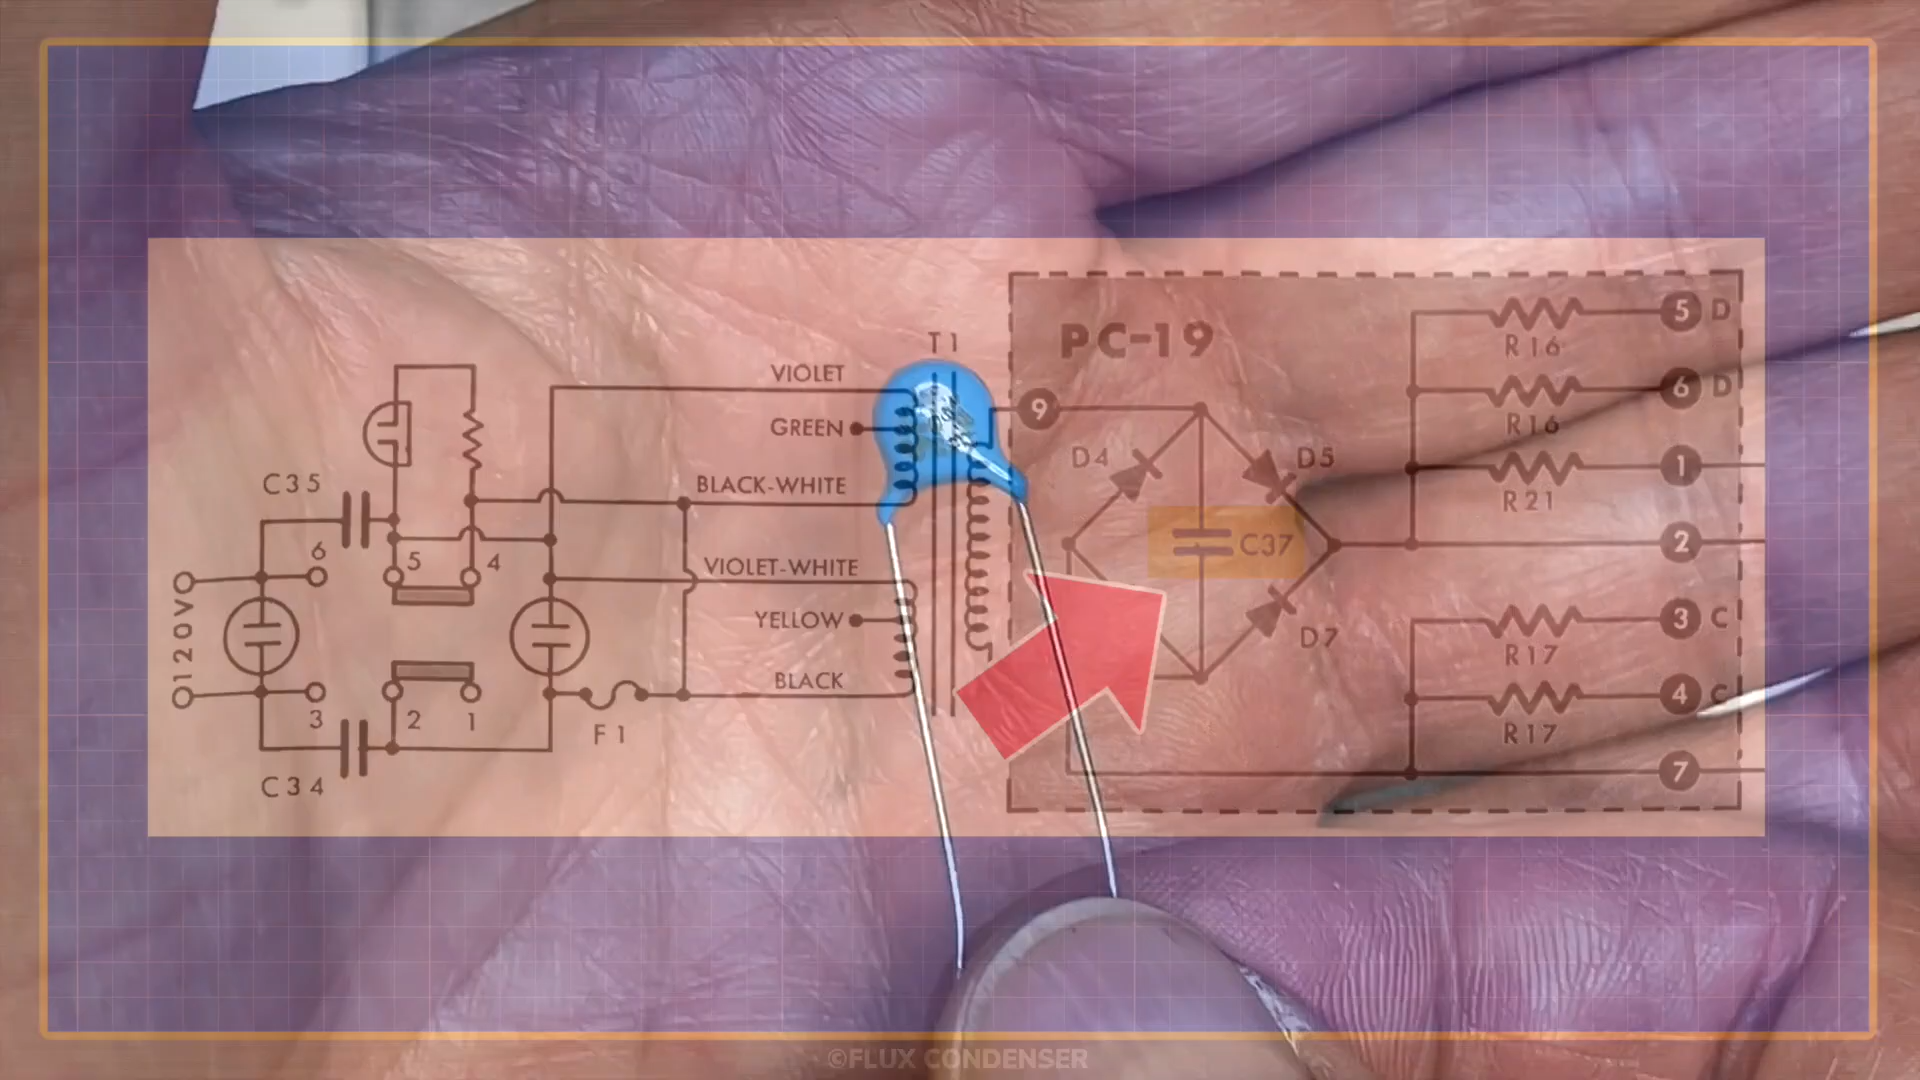 T1
PC-19
VIOLET
GREEN
BLACK-WHITE
VIOLET-WHITE
YELLOW
BLACK
C35
6
5
4
120V
3
2
1
C34
F1
9
D4
D5
C37
D7
5 D
R16
6 D
R16
1
R21
2
3 C
R17
4 C
R17
7
©FLUX CONDENSER